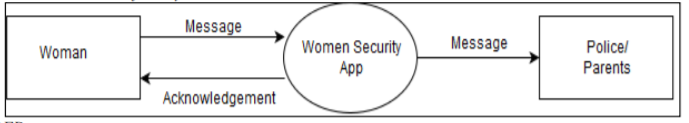 Message
Woman
Women Security
App
Message
Police/
Parents
Acknowledgement